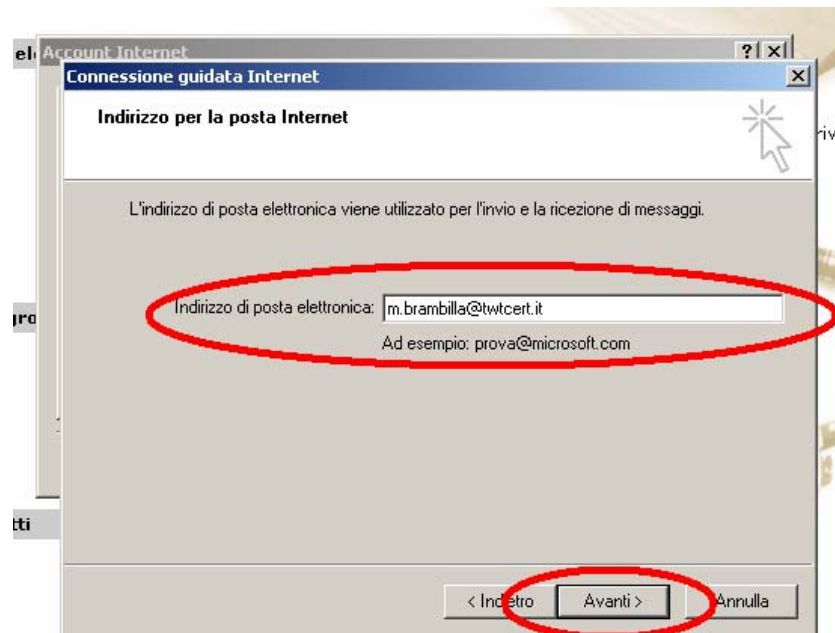 Account Internet
Connessione guidata Internet
Indirizzo per la posta Internet
L'indirizzo di posta elettronica viene utilizzato per l'invio e la ricezione di messaggi.
Indirizzo di posta elettronica: m.brambilla@twtcert.it
Ad esempio: prova@microsoft.com
tti
< Indietro Avanti > Annulla